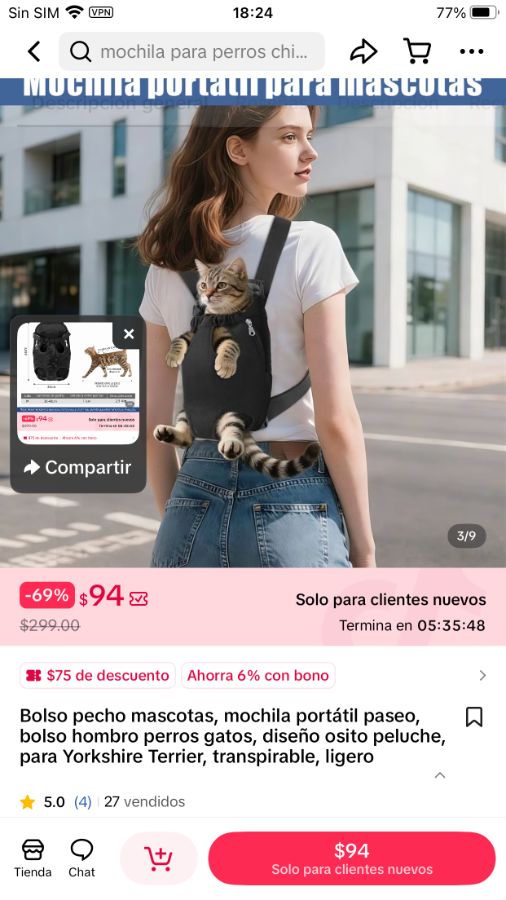 Sin SIM VPN 18:24 77%
mochila para perros chi...
Mochila portátil para mascotas
Descripción general Descripción
Compartir
3/9
-69% $94 Solo para clientes nuevos
$299.00 Termina en 05:35:48
$75 de descuento Ahorra 6% con bono
Bolso pecho mascotas, mochila portátil paseo,
bolso hombro perros gatos, diseño osito peluche,
para Yorkshire Terrier, transpirable, ligero
5.0 (4) 27 vendidos
Tienda Chat
$94
Solo para clientes nuevos